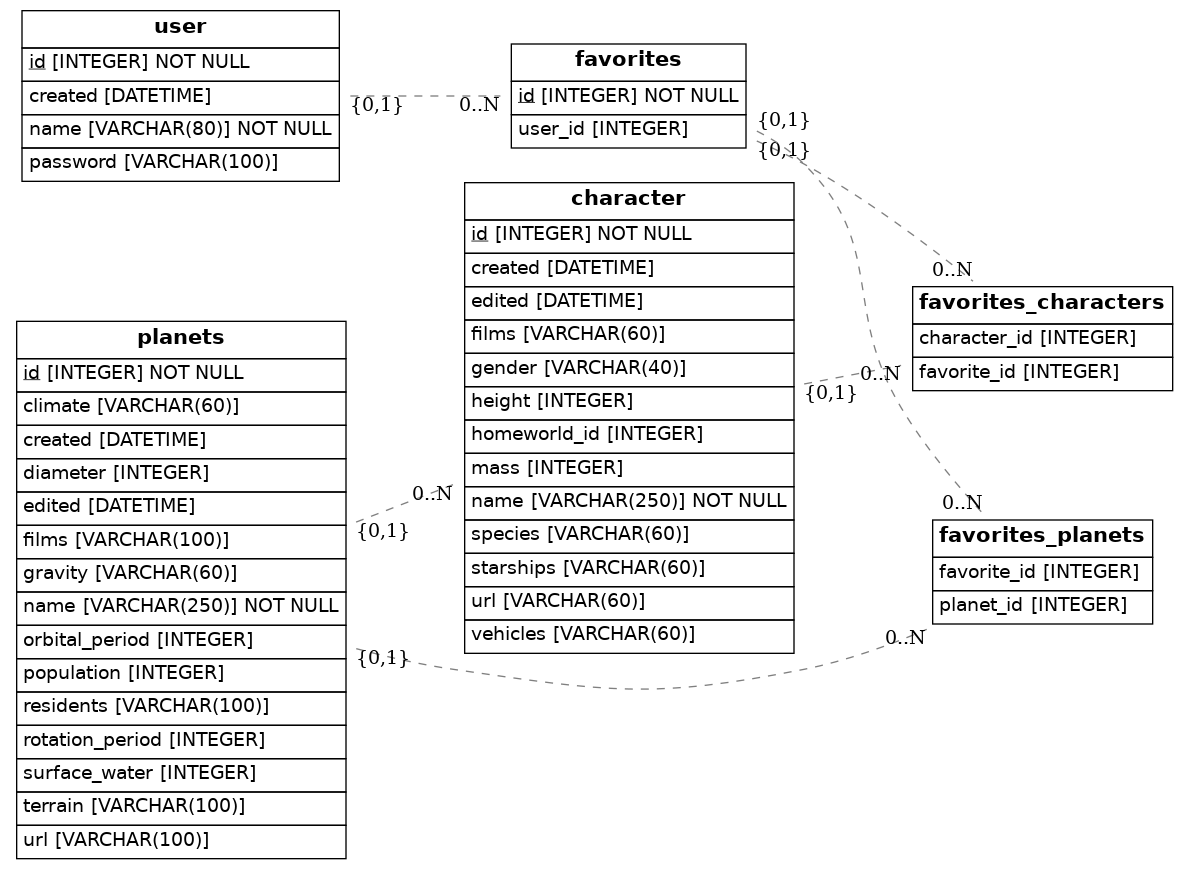 user
id [INTEGER] NOT NULL
created [DATETIME]
name [VARCHAR(80)] NOT NULL
password [VARCHAR(100)]
{0,1}
0..N
favorites
id [INTEGER] NOT NULL
user_id [INTEGER]
{0,1}
{0,1}
character
id [INTEGER] NOT NULL
created [DATETIME]
edited [DATETIME]
films [VARCHAR(60)]
gender [VARCHAR(40)]
height [INTEGER]
homeworld_id [INTEGER]
mass [INTEGER]
name [VARCHAR(250)] NOT NULL
species [VARCHAR(60)]
starships [VARCHAR(60)]
url [VARCHAR(60)]
vehicles [VARCHAR(60)]
0..N
favorites_characters
character_id [INTEGER]
favorite_id [INTEGER]
0..N
{0,1}
planets
id [INTEGER] NOT NULL
climate [VARCHAR(60)]
created [DATETIME]
diameter [INTEGER]
edited [DATETIME]
films [VARCHAR(100)]
gravity [VARCHAR(60)]
name [VARCHAR(250)] NOT NULL
orbital_period [INTEGER]
population [INTEGER]
residents [VARCHAR(100)]
rotation_period [INTEGER]
surface_water [INTEGER]
terrain [VARCHAR(100)]
url [VARCHAR(100)]
0..N
{0,1}
0..N
favorites_planets
favorite_id [INTEGER]
planet_id [INTEGER]
0..N
{0,1}